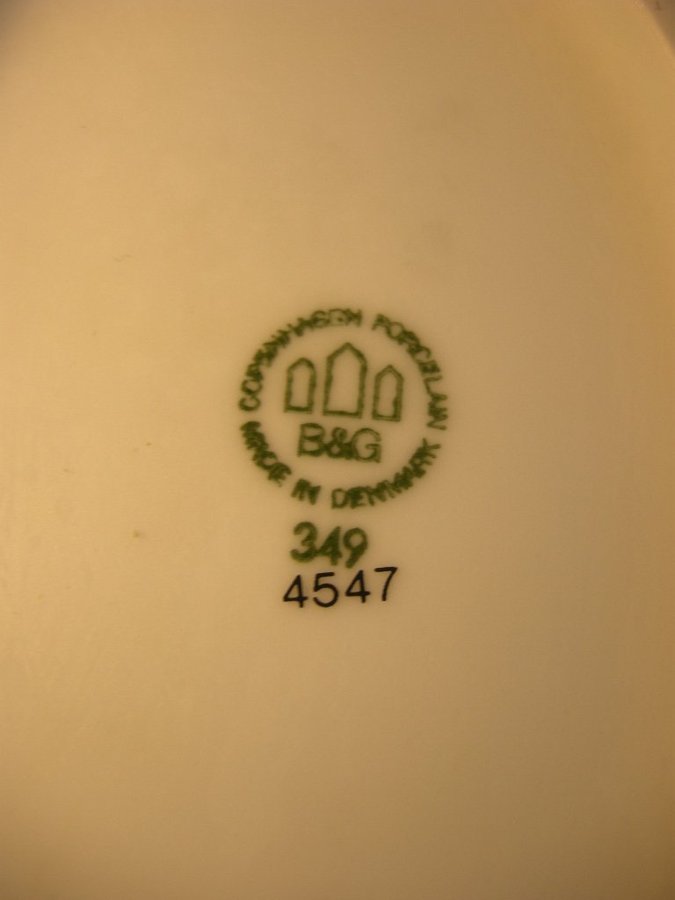 COPENHAGEN PORCELAIN
B&G
MADE IN DENMARK
349
4547